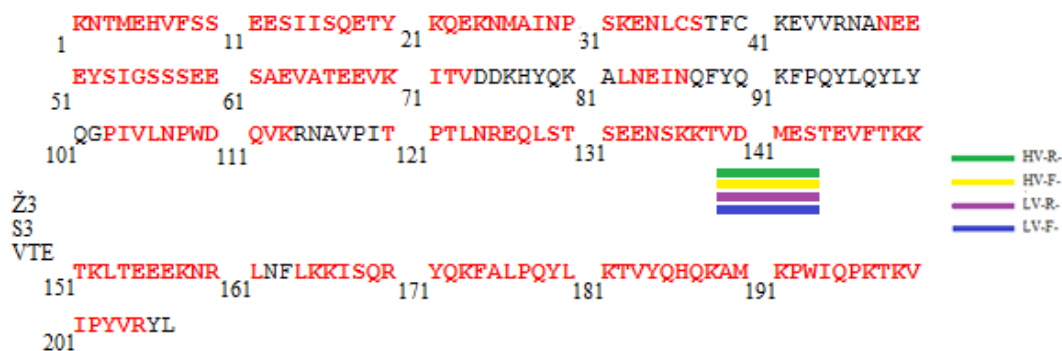 KNTMEHVFSS EESIISQETY KQEKNMAINP SKENLCSTFC KEVVRNANEE
1 11 21 31 41
EYSIGSSSEE SAEVATEEVK ITVDDKHYQK ALNEINQFYQ KFPQYLQYLY
51 61 71 81 91
QGPIVLNPWD QVKRNAVPIT PTLNREQLST SEENSKKTVD MESTEVFTKK
101 111 121 131 141
HV-R-
HV-F-
LV-R-
LV-F-
Ž3
S3
VTE
TKLTEEEKNR LNFLKKISQR YQKFALPQYL KTVYQHQKAM KPWIQPKTKV
151 161 171 181 191
IPYVRYL
201